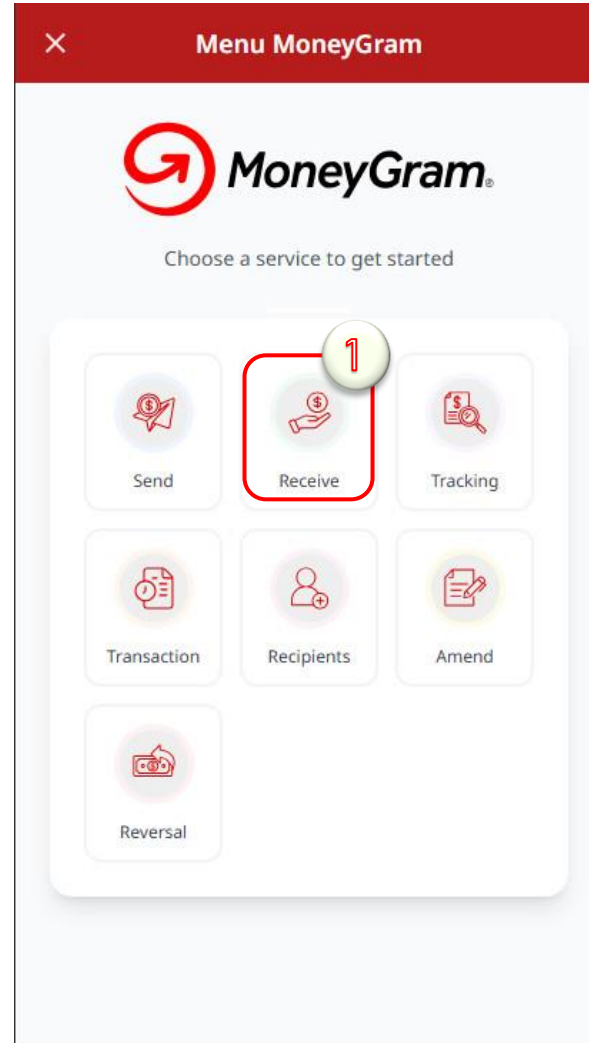 Menu MoneyGram
MoneyGram®
Choose a service to get started
1
Send Receive Tracking
Transaction Recipients Amend
Reversal